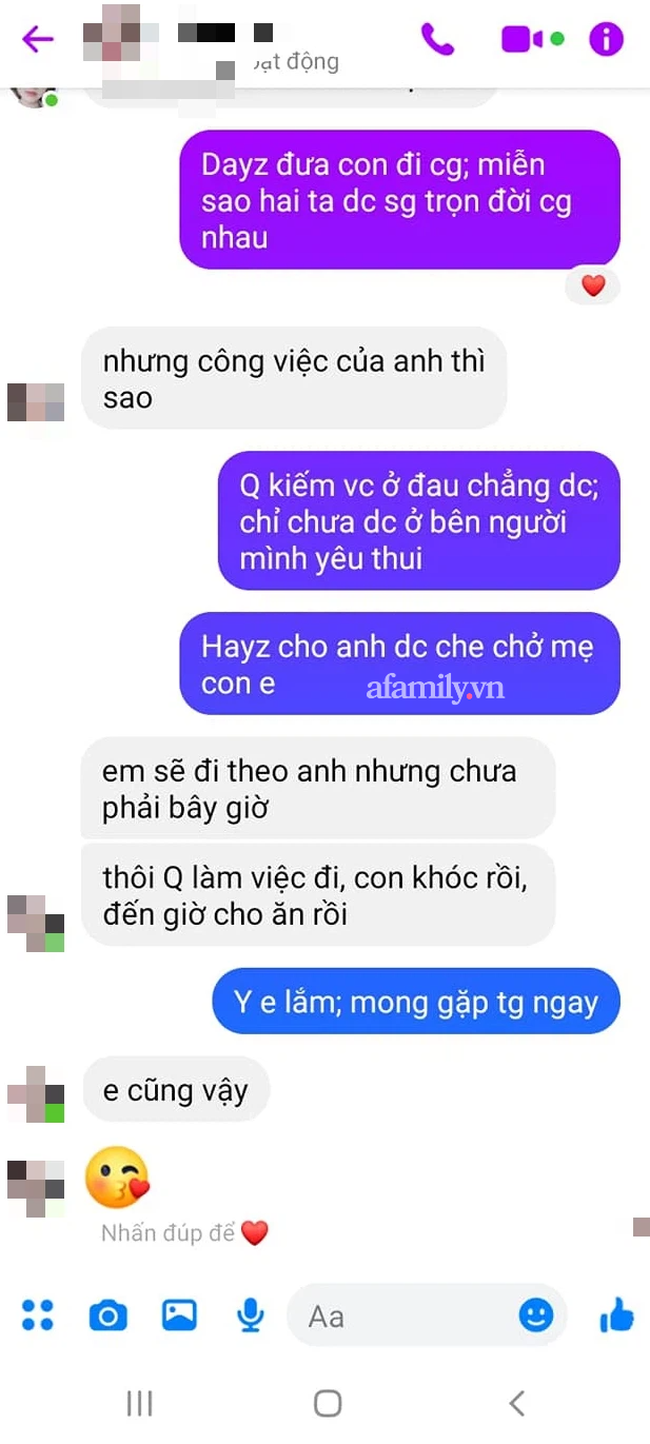 ạt động
Dayz đưa con đi cg; miễn
sao hai ta dc sg trọn đời cg
nhau
nhưng công việc của anh thì
sao
Q kiếm vc ở đau chẳng dc;
chỉ chưa dc ở bên người
mình yêu thui
Hayz cho anh dc che chở mẹ
con e
afamily.vn
em sẽ đi theo anh nhưng chưa
phải bây giờ
thôi Q làm việc đi, con khóc rồi,
đến giờ cho ăn rồi
Y e lắm; mong gặp tg ngay
e cũng vậy
Nhấn đúp để ❤️
Aa